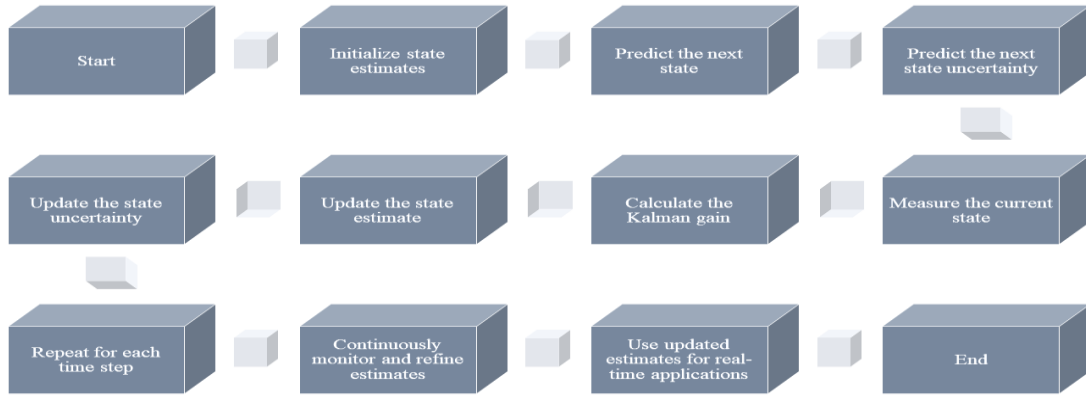 Start
Initialize state
estimates
Predict the next
state
Predict the next
state uncertainty
Measure the current
state
Calculate the
Kalman gain
Update the state
estimate
Update the state
uncertainty
Repeat for each
time step
Continuously
monitor and refine
estimates
Use updated
estimates for real-
time applications
End